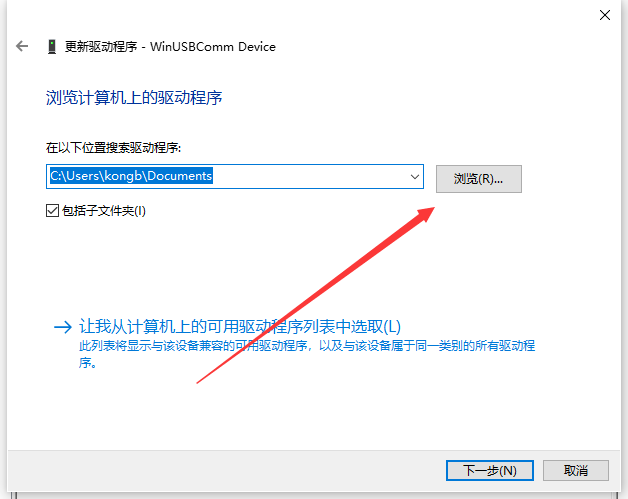 更新驱动程序 - WinUSBComm Device
浏览计算机上的驱动程序
在以下位置搜索驱动程序:
C:\Users\kongb\Documents
浏览(R)...
包括子文件夹(I)
让我从计算机上的可用驱动程序列表中选取(L)
此列表将显示与该设备兼容的可用驱动程序，以及与该设备属于同一类别的所有驱动程
序。
下一步(N)
取消